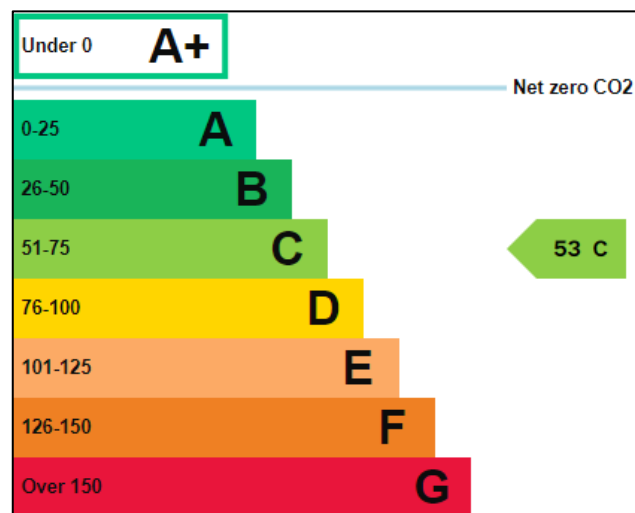 Under 0 A+
Net zero CO2
0-25 A
26-50 B
51-75 C
53 C
76-100 D
101-125 E
126-150 F
Over 150 G